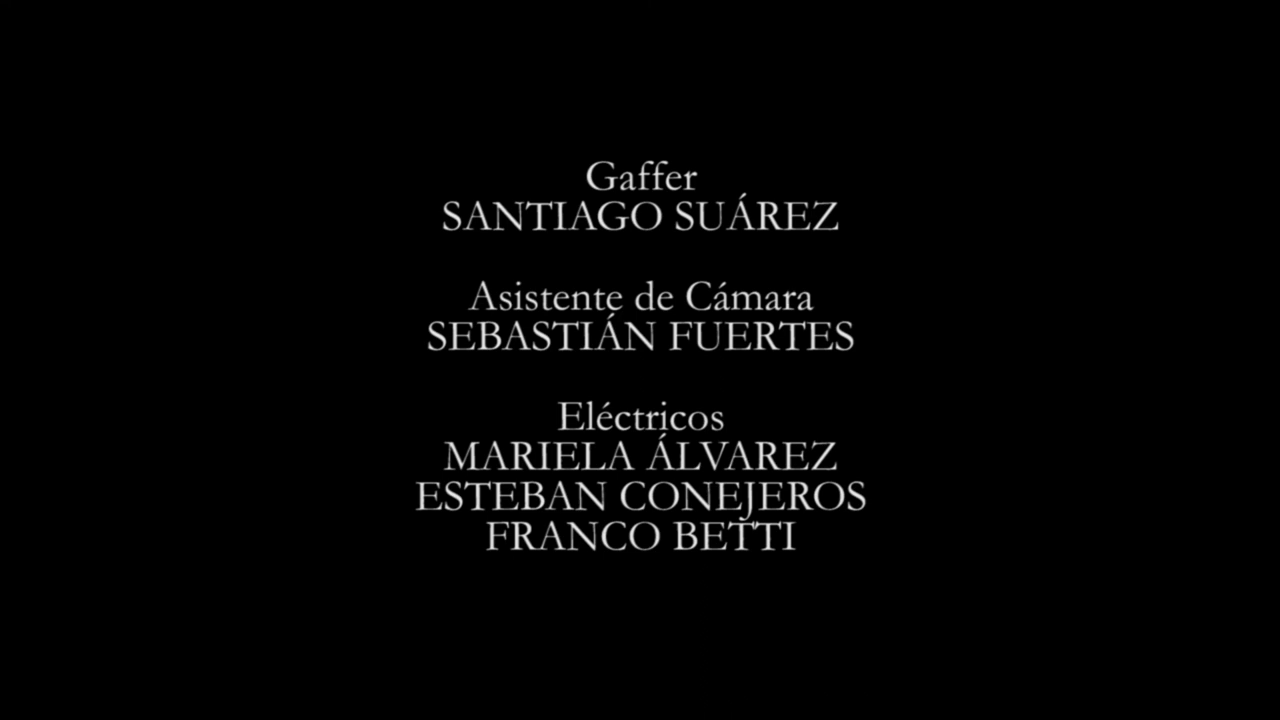 Gaffer
SANTIAGO SUÁREZ
Asistente de Cámara
SEBASTIÁN FUERTES
Eléctricos
MARIELA ÁLVAREZ
ESTEBAN CONEJEROS
FRANCO BETTI